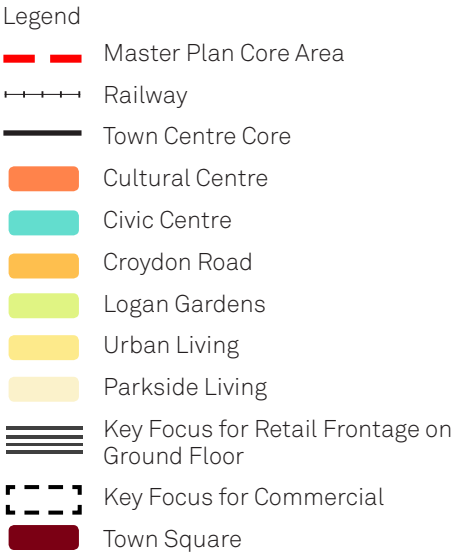 Legend
Master Plan Core Area
Railway
Town Centre Core
Cultural Centre
Civic Centre
Croydon Road
Logan Gardens
Urban Living
Parkside Living
Key Focus for Retail Frontage on
Ground Floor
Key Focus for Commercial
Town Square